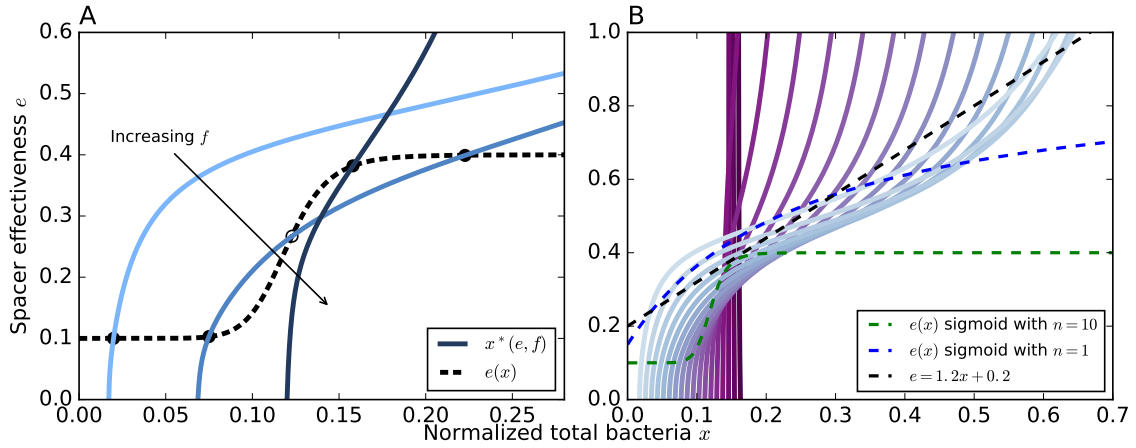 A
B
0.6
0.5
0.4
0.3
0.2
0.1
0.0
Spacer effectiveness e
Increasing f
x*(e, f)
e(x)
0.00 0.05 0.10 0.15 0.20 0.25
1.0
0.8
0.6
0.4
0.2
0.0
e(x) sigmoid with n = 10
e(x) sigmoid with n = 1
e = 1.2x + 0.2
0.0 0.1 0.2 0.3 0.4 0.5 0.6 0.7
Normalized total bacteria x